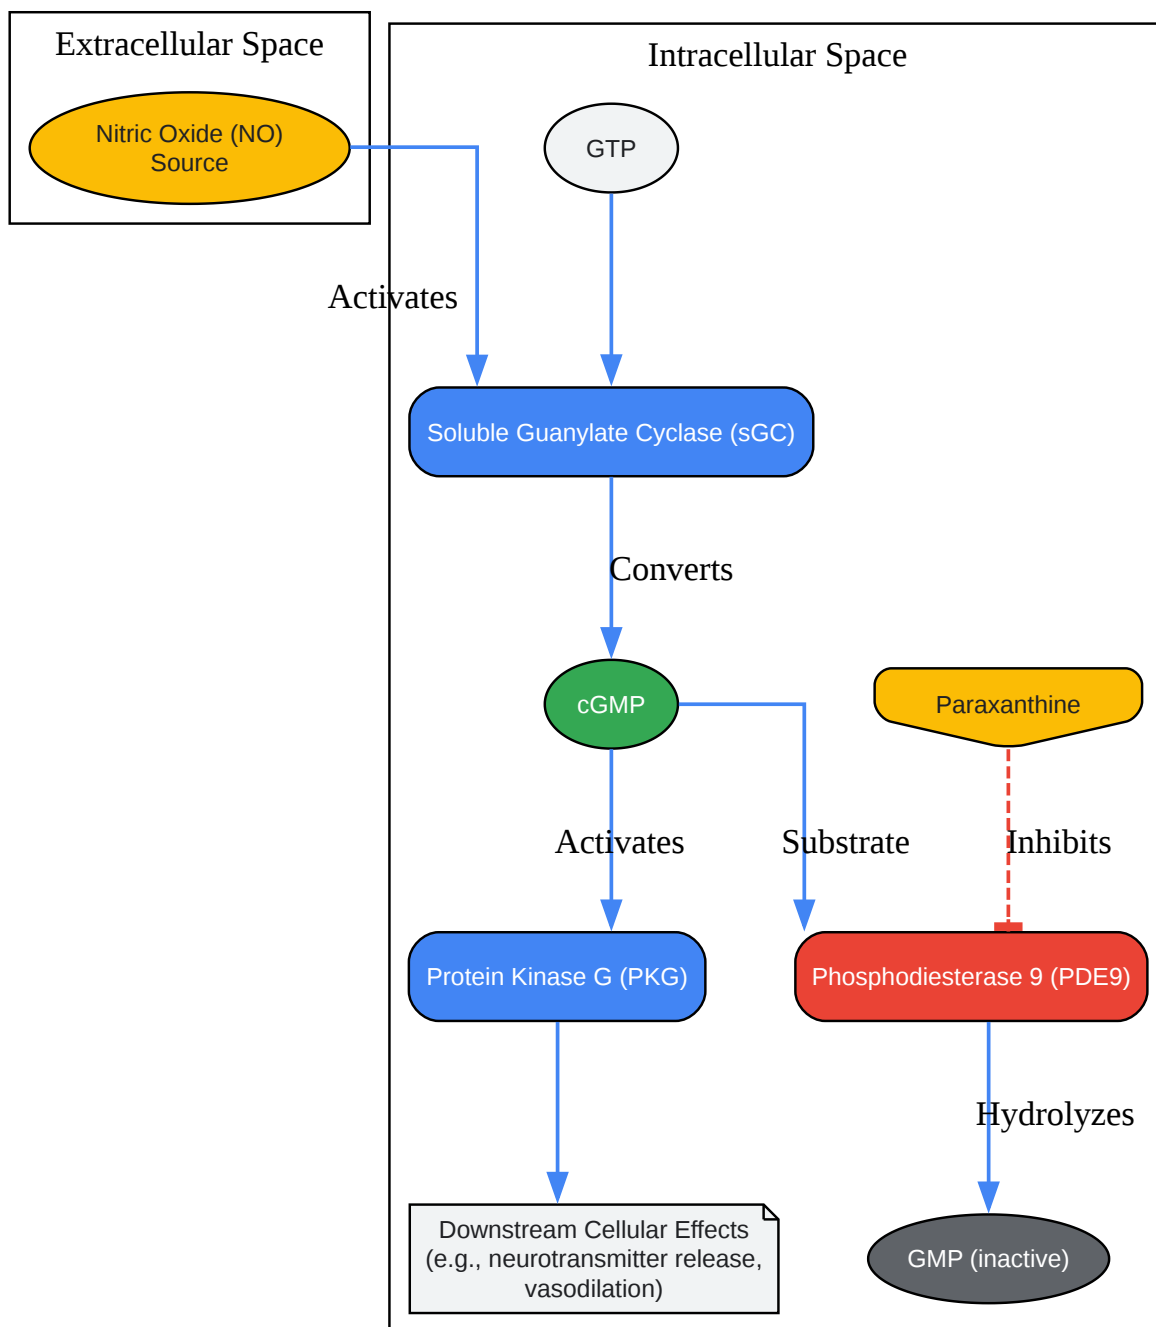 Extracellular Space
Intracellular Space
Nitric Oxide (NO)
Source
GTP
Activates
Soluble Guanylate Cyclase (sGC)
Converts
cGMP
Paraxanthine
Activates
Substrate
Inhibits
Protein Kinase G (PKG)
Phosphodiesterase 9 (PDE9)
Hydrolyzes
Downstream Cellular Effects
(e.g., neurotransmitter release,
vasodilation)
GMP (inactive)